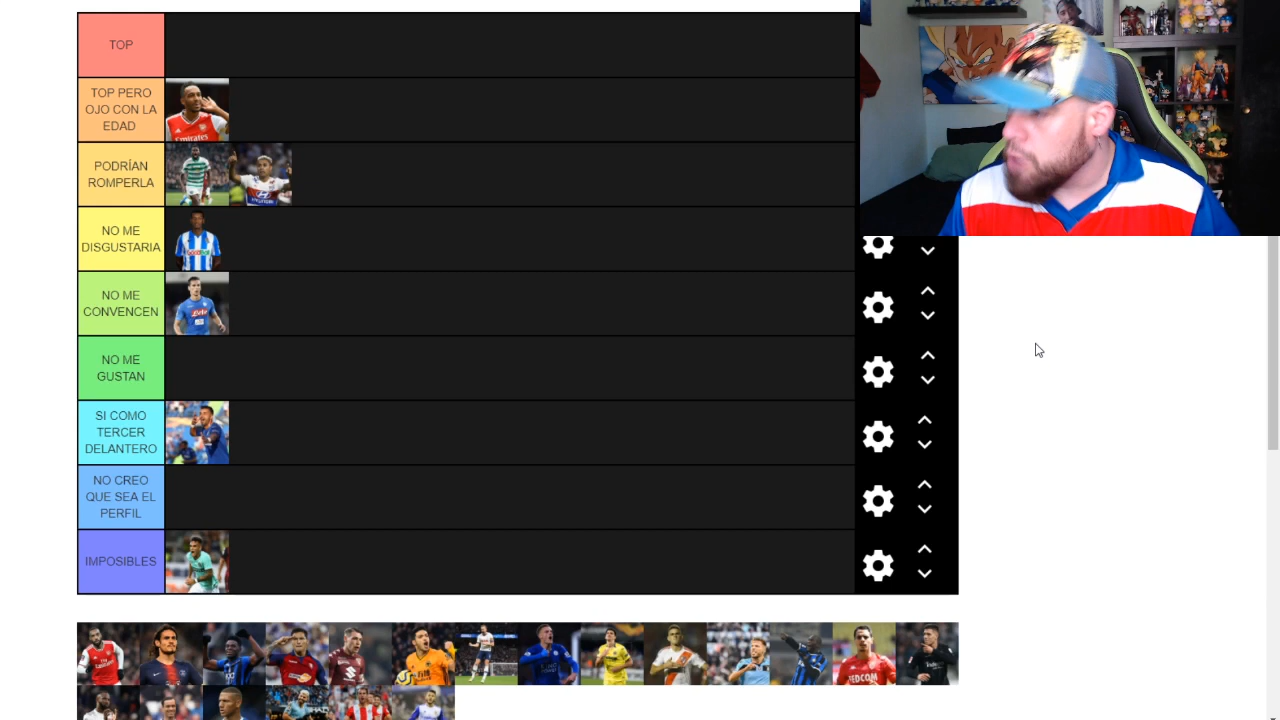 TOP
TOP PERO
OJO CON LA
EDAD
PODRÍAN
ROMPERLA
NO ME
DISGUSTARIA
NO ME
CONVENCEN
NO ME
GUSTAN
SI COMO
TERCER
DELANTERO
NO CREO
QUE SEA EL
PERFIL
IMPOSIBLES